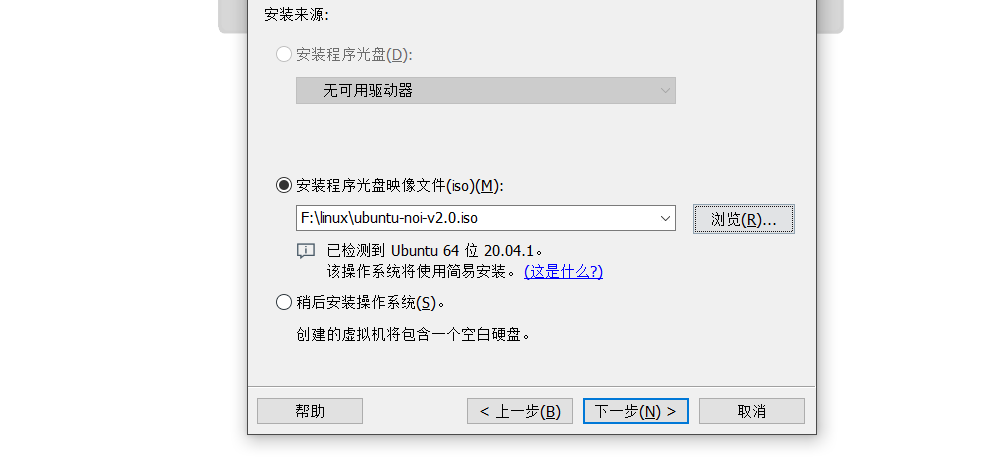 安装来源:
安装程序光盘(D):
无可用驱动器
安装程序光盘映像文件(iso)(M):
F:\linux\ubuntu-noi-v2.0.iso
浏览(R)...
已检测到 Ubuntu 64 位 20.04.1。
该操作系统将使用简易安装。(这是什么?)
稍后安装操作系统(S)。
创建的虚拟机将包含一个空白硬盘。
帮助
< 上一步(B)
下一步(N) >
取消